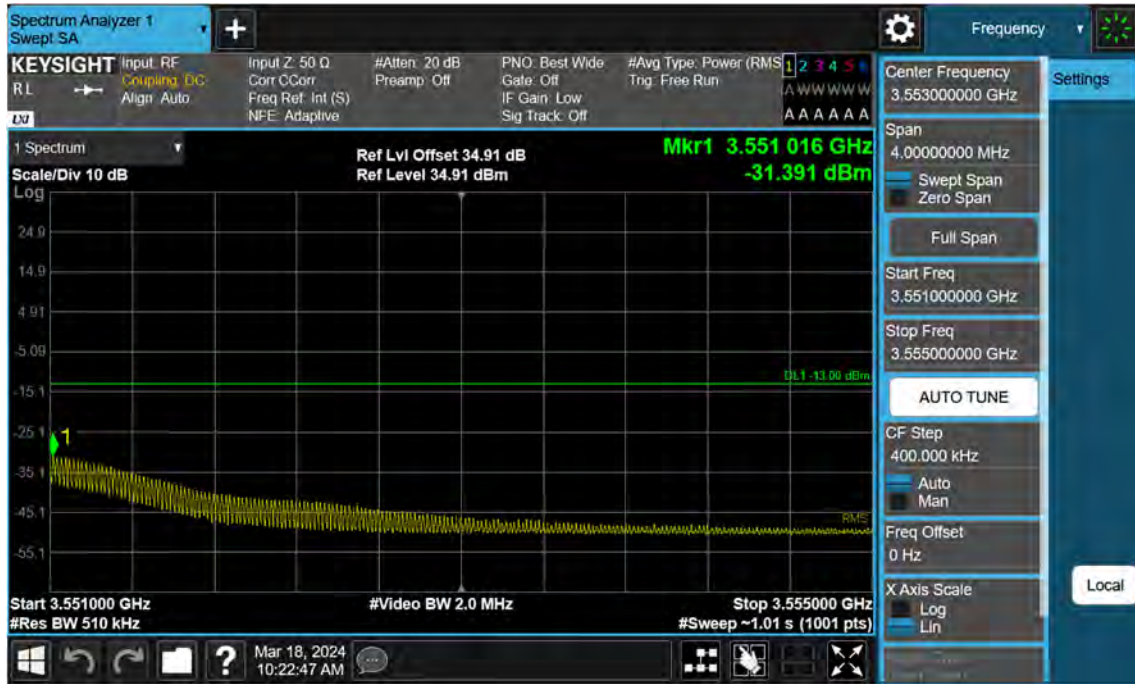 Spectrum Analyzer 1
Swept SA
+
Frequency
KEYSIGHT
RL
LXI
Input: RF
Coupling: DC
Align: Auto
Input Z: 50 Ω
Corr CCorr
Freq Ref: Int (S)
NFE: Adaptive
#Atten: 20 dB
Preamp: Off
PNO: Best Wide
Gate: Off
IF Gain: Low
Sig Track: Off
#Avg Type: Power (RMS
Trig: Free Run
1 2 3 4 5 6
A W W W W W
A A A A A A
1 Spectrum
Scale/Div 10 dB
Ref Lvl Offset 34.91 dB
Ref Level 34.91 dBm
Mkr1 3.551 016 GHz
-31.391 dBm
Log
24.9
14.9
4.91
-5.09
DL1 -13.00 dBm
-15.1
-25.1
1
-35.1
-45.1
RMS
-55.1
Start 3.551000 GHz
#Res BW 510 kHz
#Video BW 2.0 MHz
Stop 3.555000 GHz
#Sweep ~1.01 s (1001 pts)
Center Frequency
3.553000000 GHz
Settings
Span
4.00000000 MHz
Swept Span
Zero Span
Full Span
Start Freq
3.551000000 GHz
Stop Freq
3.555000000 GHz
AUTO TUNE
CF Step
400.000 kHz
Auto
Man
Freq Offset
0 Hz
X Axis Scale
Log
Lin
Local
?
Mar 18, 2024
10:22:47 AM